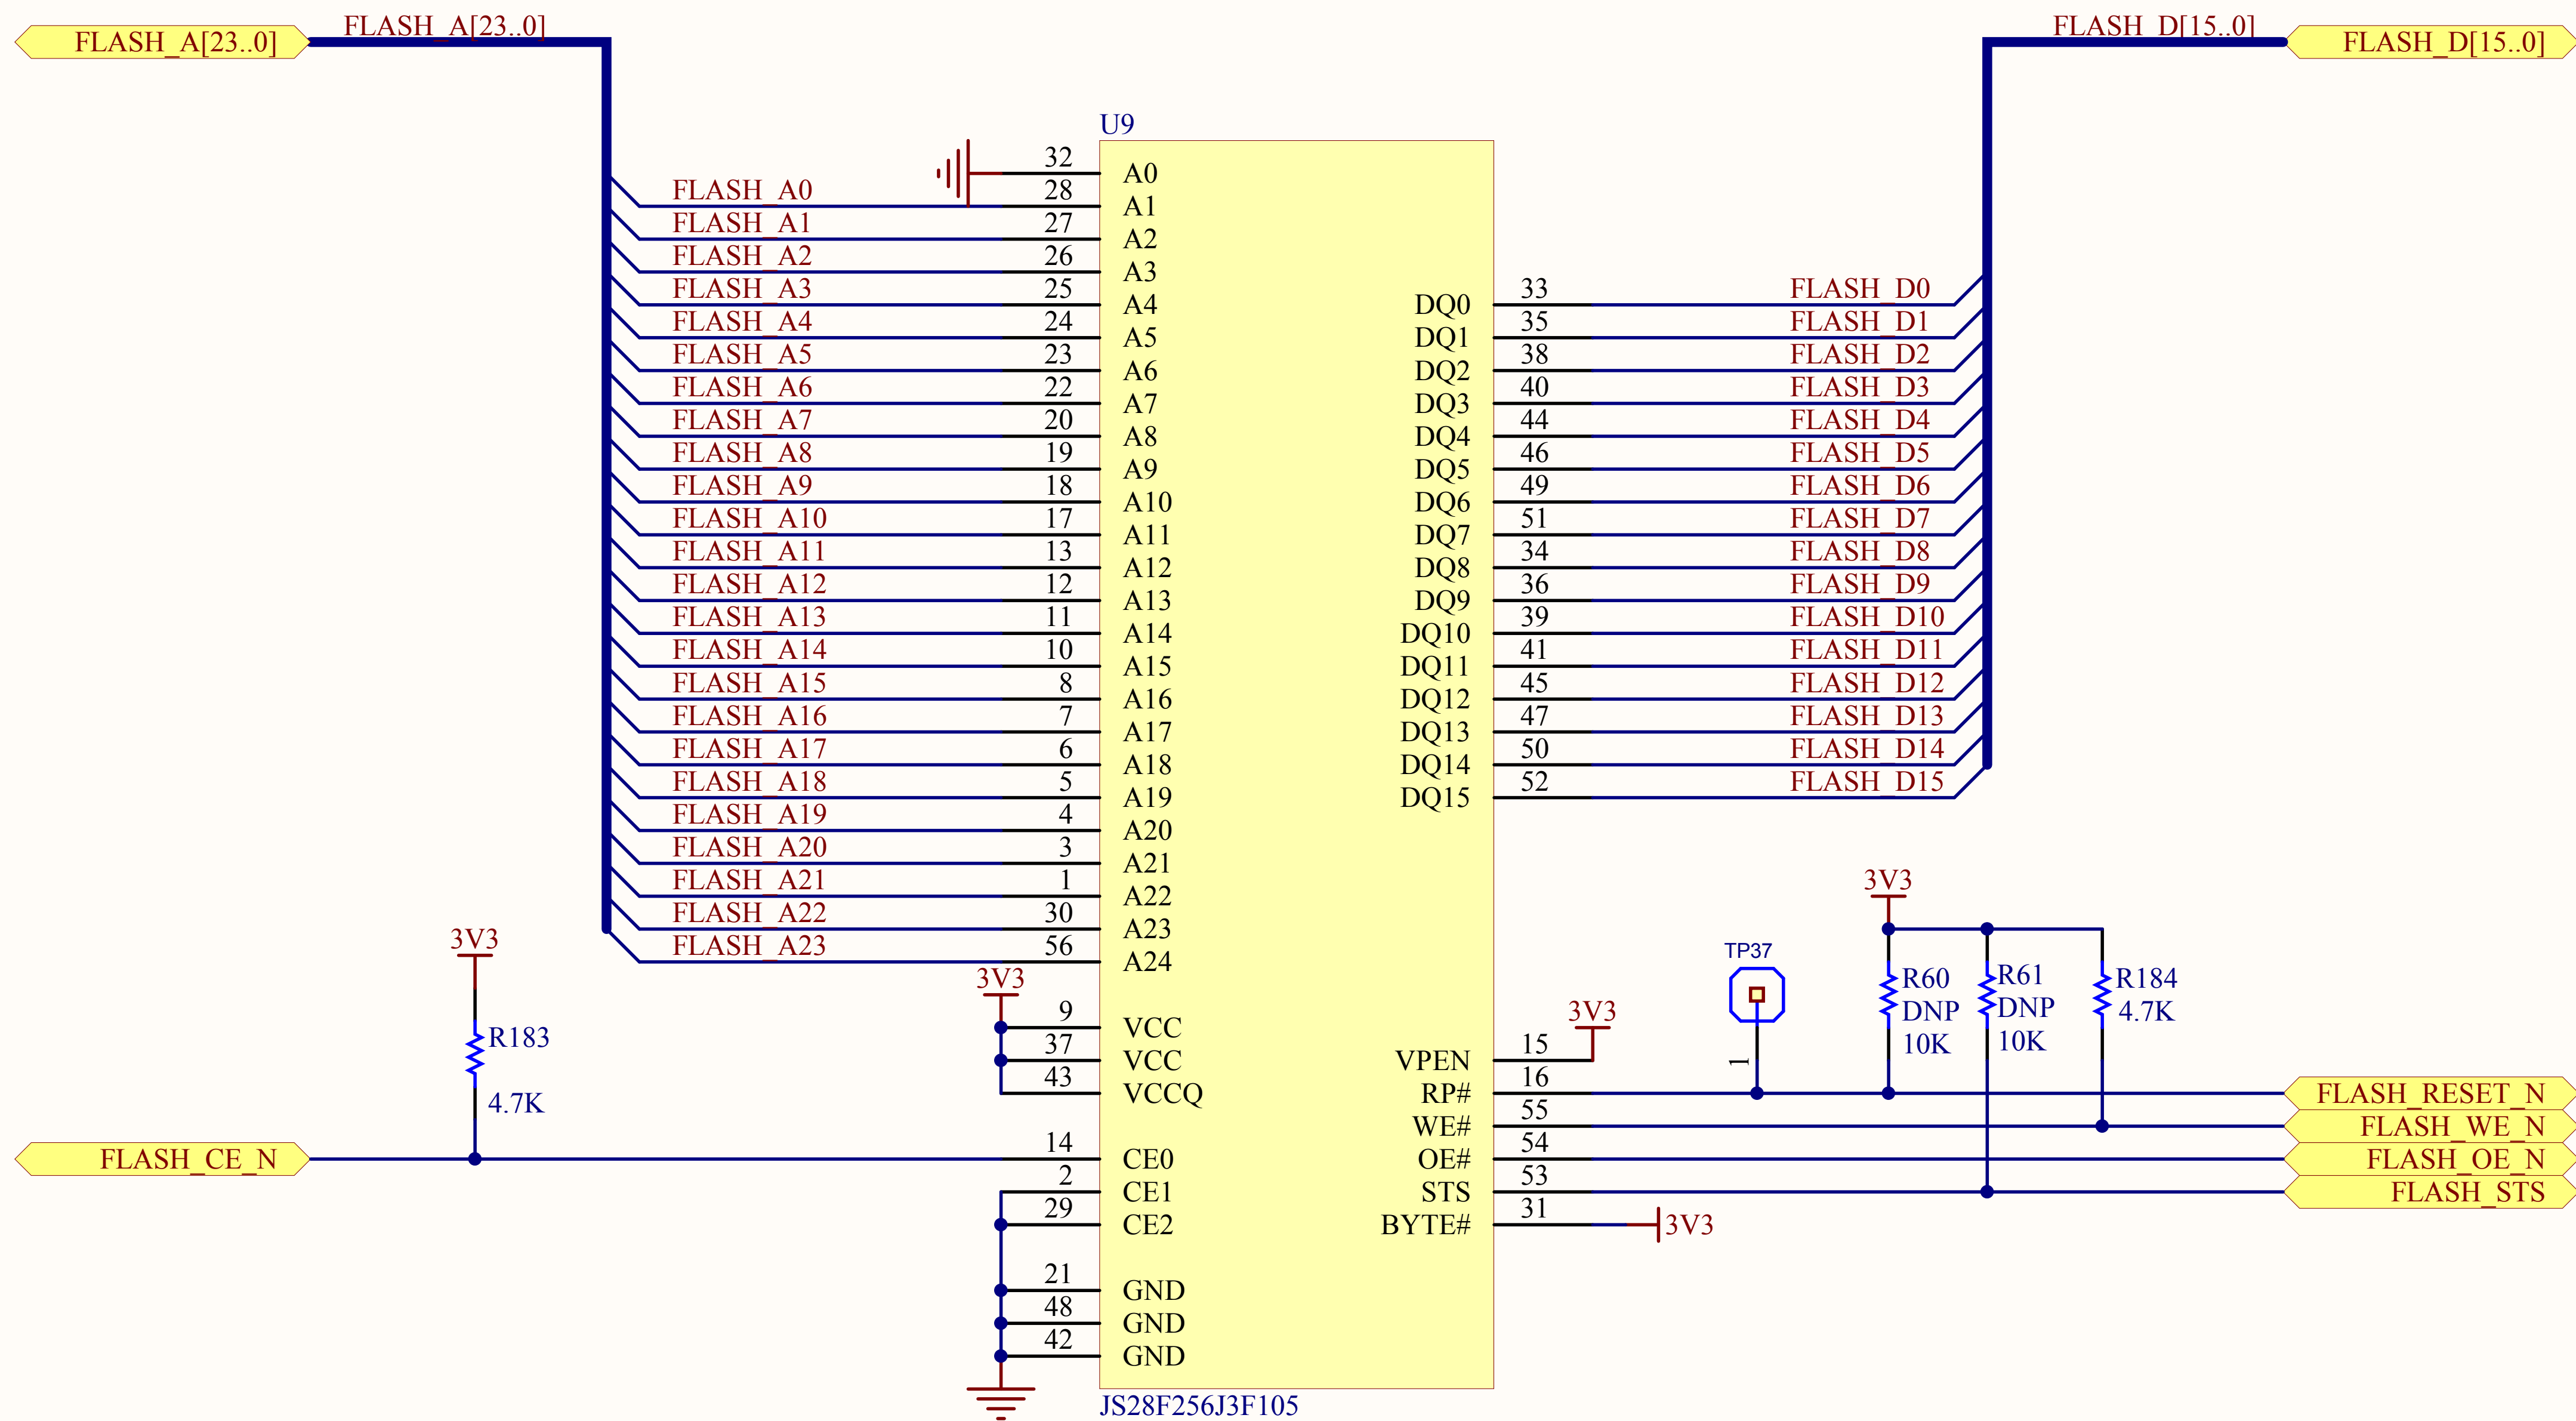 FLASH_A[23..0] FLASH_A[23..0] FLASH_D[15..0] FLASH_D[15..0]
U9
32 A0
FLASH_A0 28 A1
FLASH_A1 27 A2
FLASH_A2 26 A3
FLASH_A3 25 A4 DQ0 33 FLASH_D0
FLASH_A4 24 A5 DQ1 35 FLASH_D1
FLASH_A5 23 A6 DQ2 38 FLASH_D2
FLASH_A6 22 A7 DQ3 40 FLASH_D3
FLASH_A7 20 A8 DQ4 44 FLASH_D4
FLASH_A8 19 A9 DQ5 46 FLASH_D5
FLASH_A9 18 A10 DQ6 49 FLASH_D6
FLASH_A10 17 A11 DQ7 51 FLASH_D7
FLASH_A11 13 A12 DQ8 34 FLASH_D8
FLASH_A12 12 A13 DQ9 36 FLASH_D9
FLASH_A13 11 A14 DQ10 39 FLASH_D10
FLASH_A14 10 A15 DQ11 41 FLASH_D11
FLASH_A15 8 A16 DQ12 45 FLASH_D12
FLASH_A16 7 A17 DQ13 47 FLASH_D13
FLASH_A17 6 A18 DQ14 50 FLASH_D14
FLASH_A18 5 A19 DQ15 52 FLASH_D15
FLASH_A19 4 A20
FLASH_A20 3 A21
FLASH_A21 1 A22
FLASH_A22 30 A23
FLASH_A23 56 A24
3V3
R183
4.7K
3V3
9 VCC
37 VCC
43 VCCQ
FLASH_CE_N 14 CE0
2 CE1
29 CE2
21 GND
48 GND
42 GND
3V3
TP37
1
R60
DNP
10K
R61
DNP
10K
R184
4.7K
3V3
VPEN 15
RP# 16 FLASH_RESET_N
WE# 55 FLASH_WE_N
OE# 54 FLASH_OE_N
STS 53 FLASH_STS
BYTE# 31 3V3
JS28F256J3F105